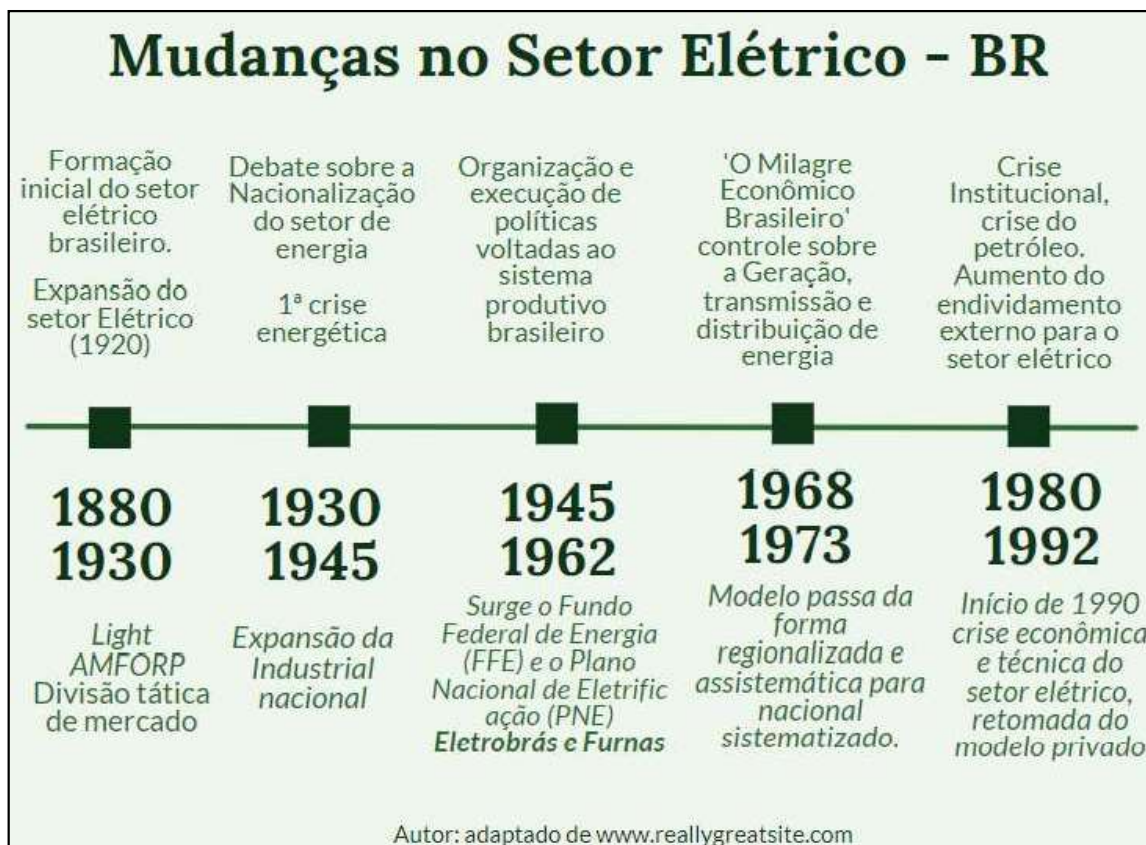 Mudanças no Setor Elétrico - BR
Formação
inicial do setor
elétrico
brasileiro.
Expansão do
setor Elétrico
(1920)
Debate sobre a
Nacionalização
do setor de
energia
1ª crise
energética
Organização e
execução de
políticas
voltadas ao
sistema
produtivo
brasileiro
'O Milagre
Econômico
Brasileiro'
controle sobre
a Geração,
transmissão e
distribuição de
energia
Crise
Institucional,
crise do
petróleo.
Aumento do
endividamento
externo para o
setor elétrico
1880
1930
Light
AMFORP
Divisão tática
de mercado
1930
1945
Expansão da
Industrial
nacional
1945
1962
Surge o Fundo
Federal de Energia
(FFE) e o Plano
Nacional de Eletrific
ação (PNE)
Eletrobrás e Furnas
1968
1973
Modelo passa da
forma
regionalizada e
assistemática para
nacional
sistematizado.
1980
1992
Início de 1990
crise econômica
e técnica do
setor elétrico,
retomada do
modelo privado
Autor: adaptado de www.reallygreatsite.com